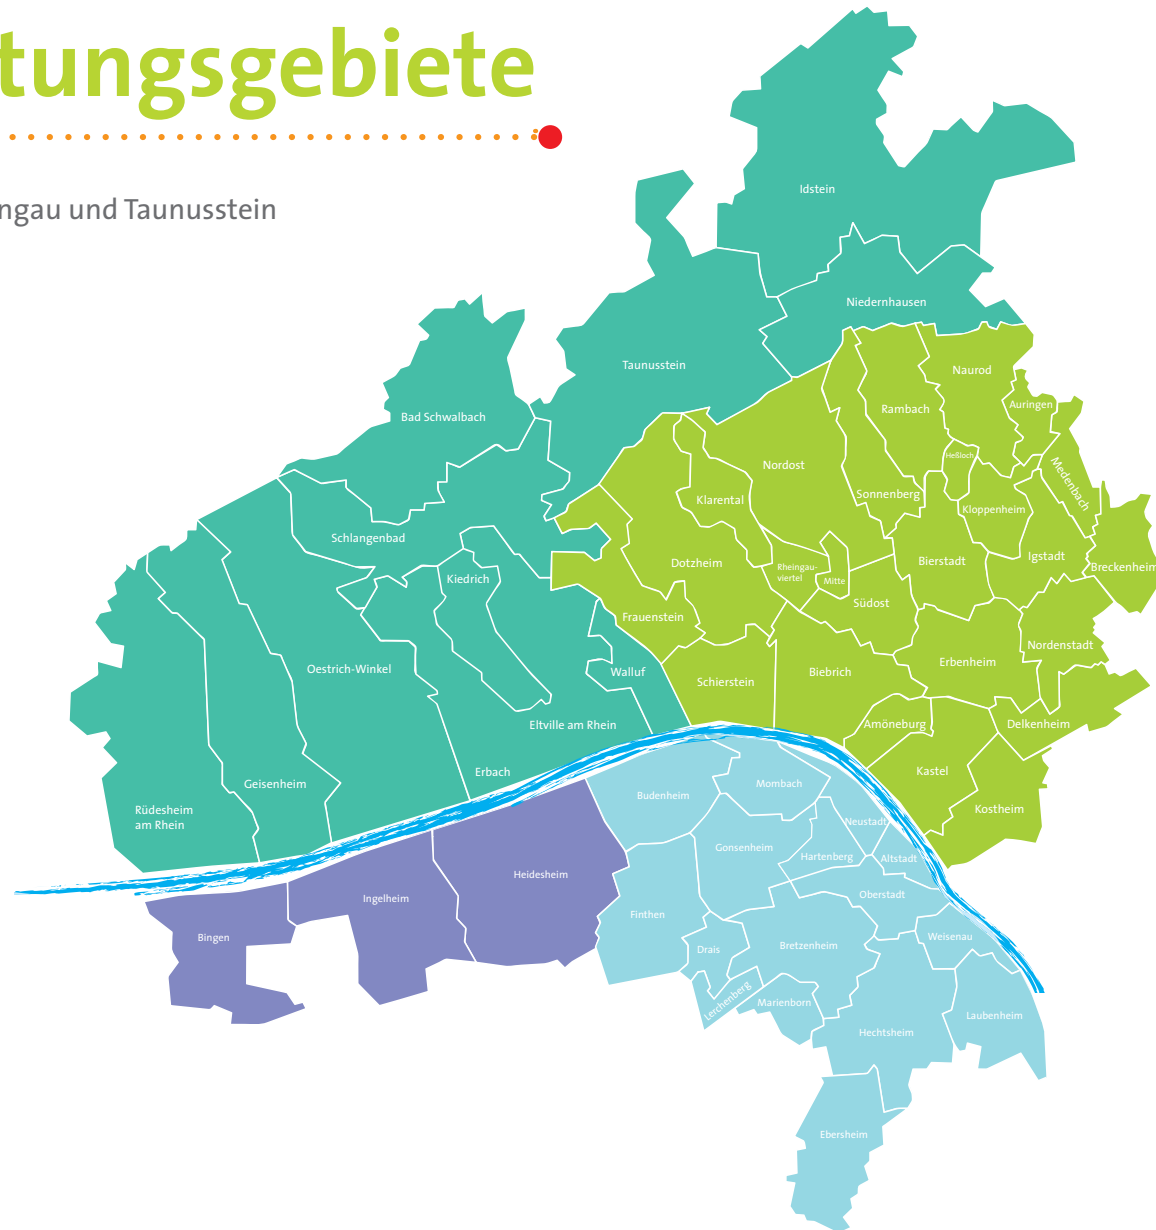 tungsgebiete
ngau und Taunusstein
Idstein
Niedernhausen
Taunusstein
Naurod
Auringen
Rambach
Bad Schwalbach
Heßloch
Nordost
Medenbach
Sonnenberg
Klarental
Kloppenheim
Schlangenbad
Igstadt
Bierstadt
Dotzheim
Breckenheim
Rheingau-
viertel
Mitte
Kiedrich
Südost
Frauenstein
Nordenstadt
Erbenheim
Oestrich-Winkel
Walluf
Biebrich
Schierstein
Eltville am Rhein
Amöneburg
Delkenheim
Erbach
Kastel
Geisenheim
Mombach
Budenheim
Kostheim
Rüdesheim
am Rhein
Neustadt
Gonsenheim
Hartenberg
Altstadt
Heidesheim
Oberstadt
Ingelheim
Finthen
Bingen
Weisenau
Bretzenheim
Drais
Lerchenberg
Marienborn
Laubenheim
Hechtsheim
Ebersheim